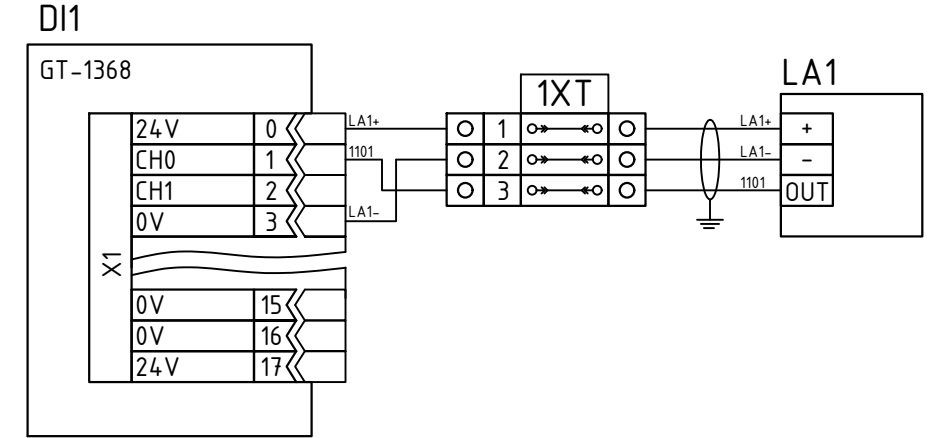 DI1
GT-1368
LA1
1XT
24V 0 LA1+ 1 LA1+ +
CH0 1 1101 2 LA1- -
CH1 2 3 1101 OUT
0V 3 LA1-
X1
0V 15
0V 16
24V 17